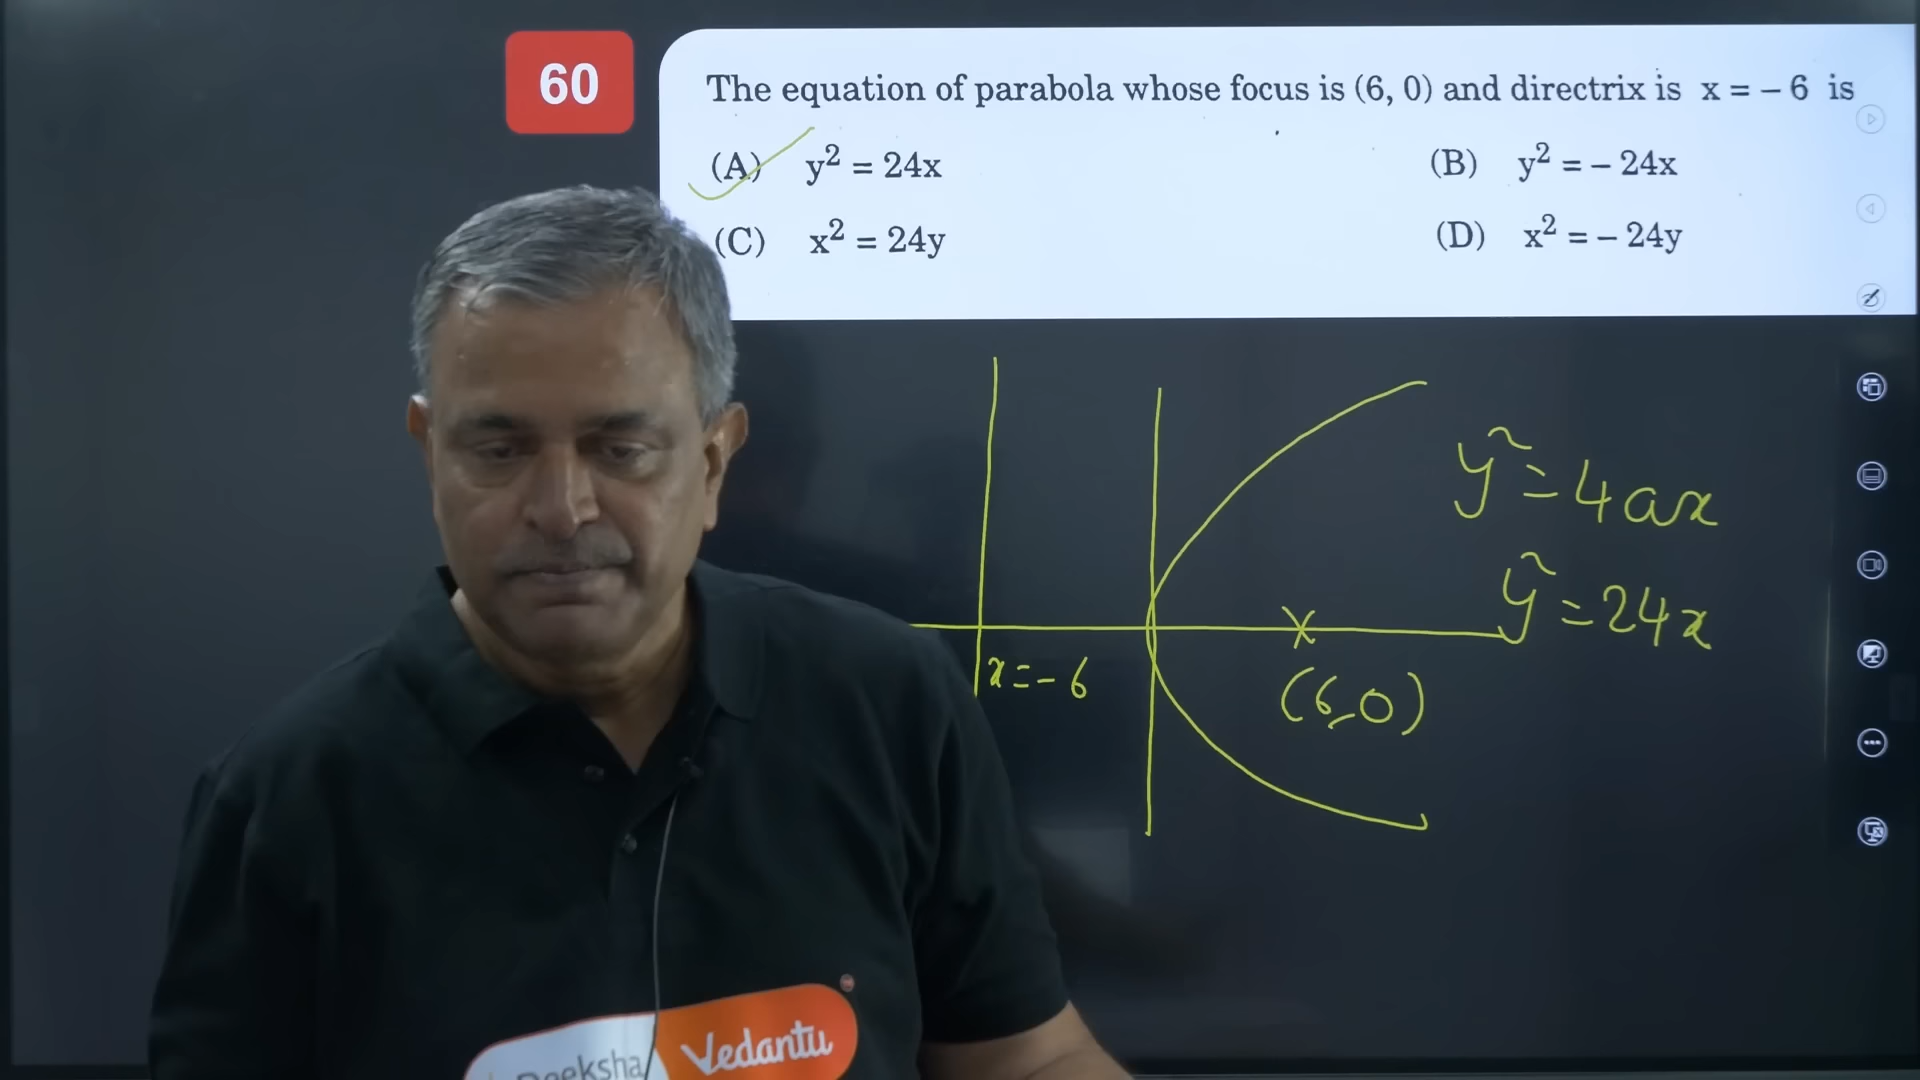 60
The equation of parabola whose focus is (6, 0) and directrix is x = – 6 is
(A) y² = 24x
(B) y² = – 24x
(C) x² = 24y
(D) x² = – 24y
y² = 4ax
y² = 24x
x = - 6
(6,0)
Deeksha Vedantu